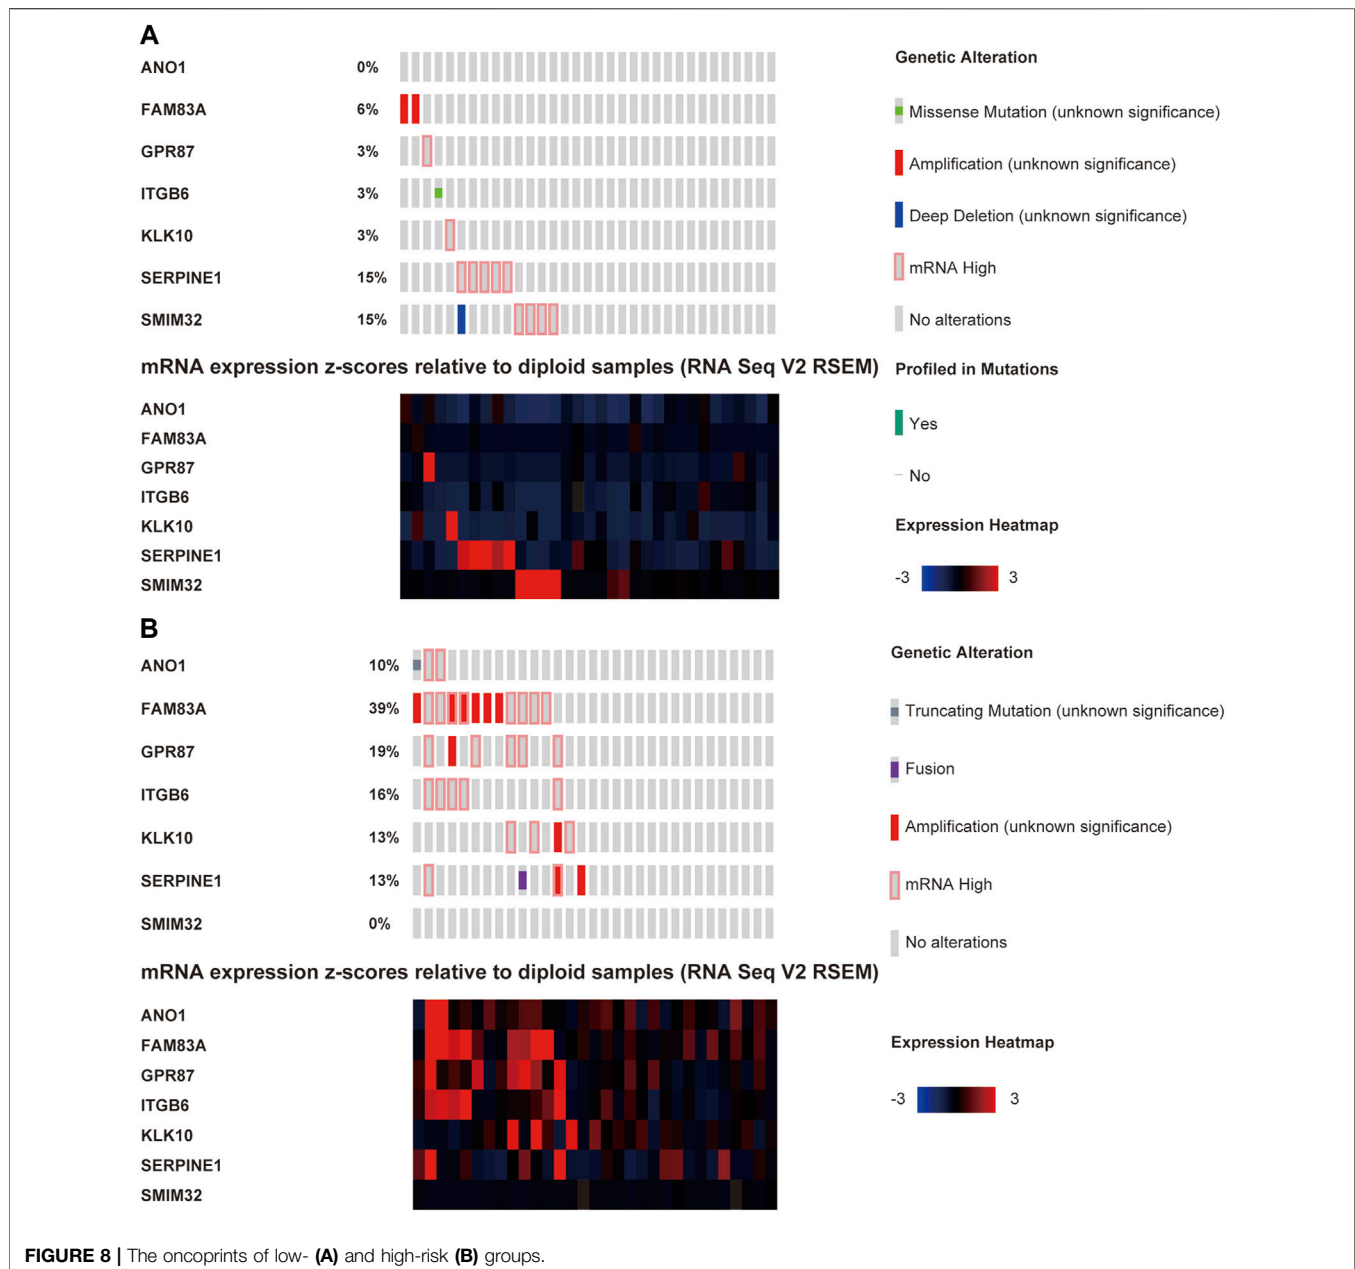 A
ANO1 0%
FAM83A 6%
GPR87 3%
ITGB6 3%
KLK10 3%
SERPINE1 15%
SMIM32 15%
Genetic Alteration
Missense Mutation (unknown significance)
Amplification (unknown significance)
Deep Deletion (unknown significance)
mRNA High
No alterations
mRNA expression z-scores relative to diploid samples (RNA Seq V2 RSEM)
Profiled in Mutations
Yes
No
ANO1
FAM83A
GPR87
ITGB6
KLK10
SERPINE1
SMIM32
Expression Heatmap
-3 3
B
ANO1 10%
FAM83A 39%
GPR87 19%
ITGB6 16%
KLK10 13%
SERPINE1 13%
SMIM32 0%
Genetic Alteration
Truncating Mutation (unknown significance)
Fusion
Amplification (unknown significance)
mRNA High
No alterations
mRNA expression z-scores relative to diploid samples (RNA Seq V2 RSEM)
ANO1
FAM83A
GPR87
ITGB6
KLK10
SERPINE1
SMIM32
Expression Heatmap
-3 3
FIGURE 8 | The oncoprints of low- (A) and high-risk (B) groups.